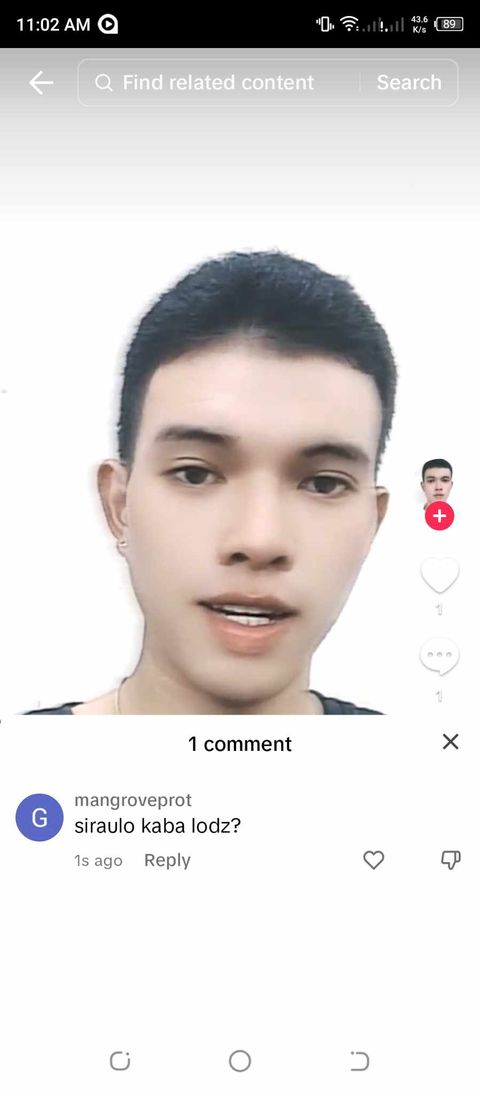 11:02 AM
43.6
K/s
89
Find related content
Search
1
1
1 comment
G
mangroveprot
siraulo kaba lodz?
1s ago
Reply